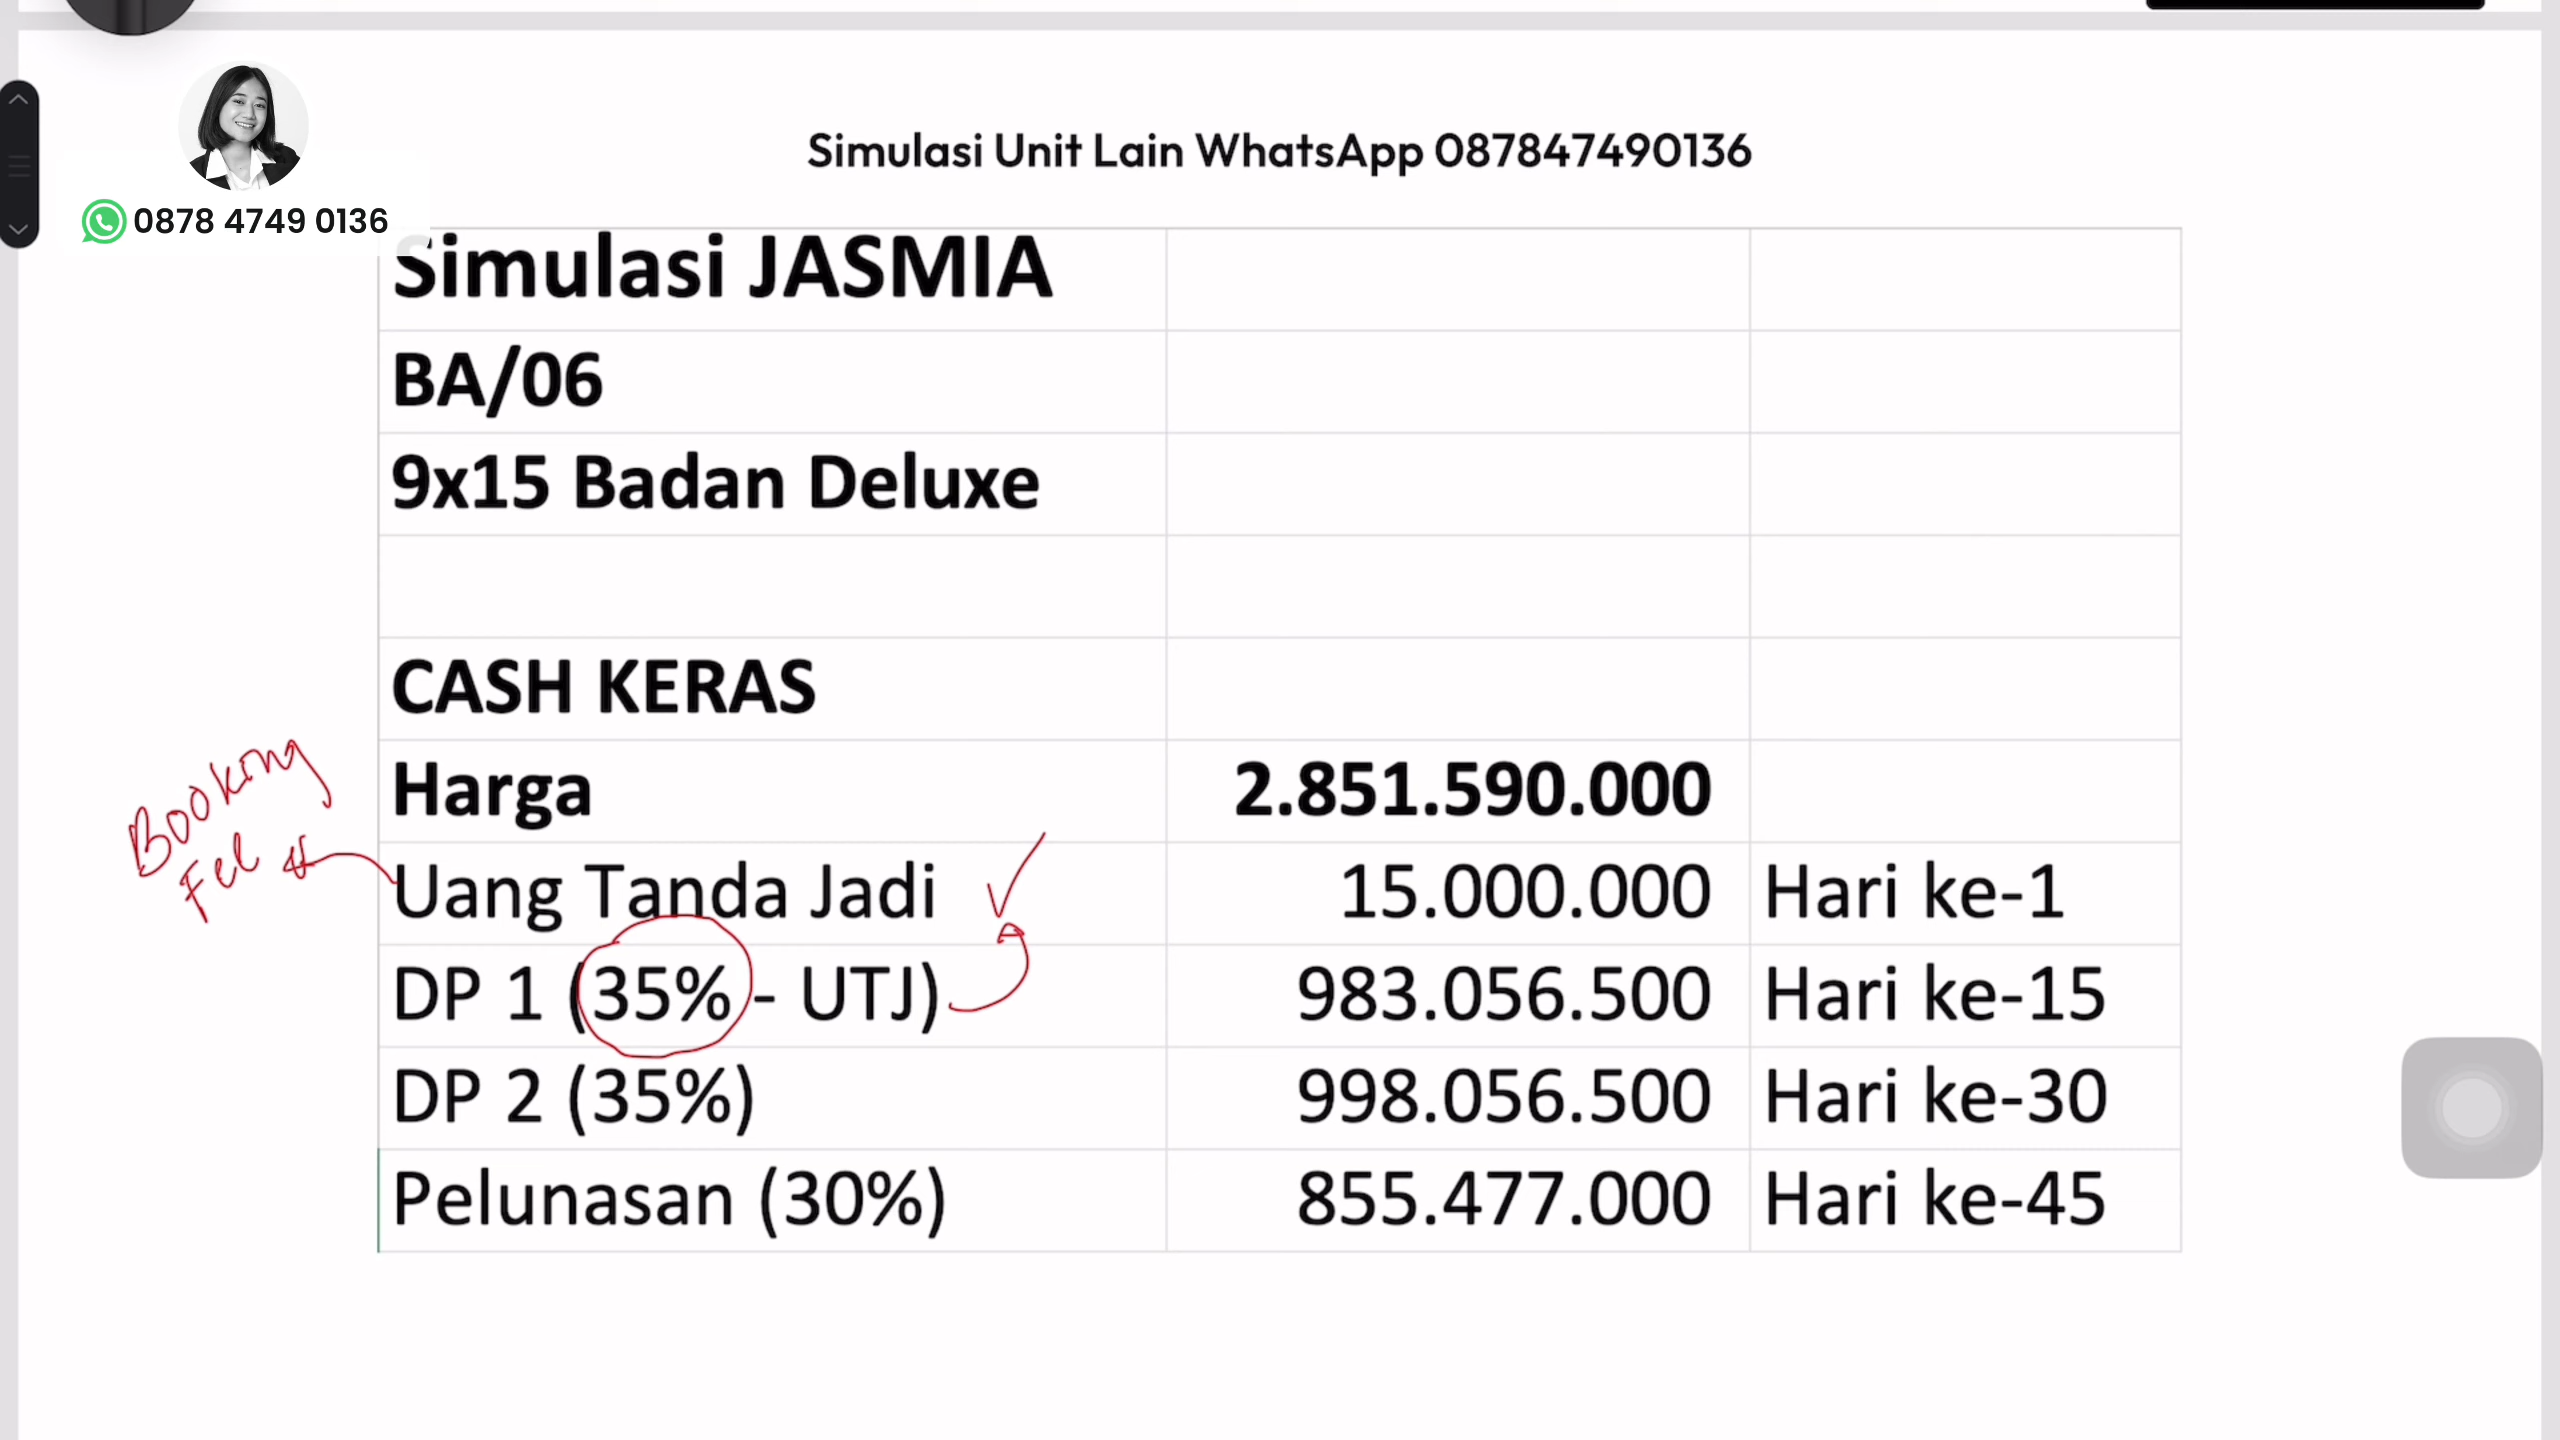 Simulasi Unit Lain WhatsApp 087847490136
0878 4749 0136
Simulasi JASMIA
BA/06
9x15 Badan Deluxe
CASH KERAS
Harga 2.851.590.000
Booking
Fee
Uang Tanda Jadi 15.000.000 Hari ke-1
DP 1 (35% - UTJ) 983.056.500 Hari ke-15
DP 2 (35%) 998.056.500 Hari ke-30
Pelunasan (30%) 855.477.000 Hari ke-45